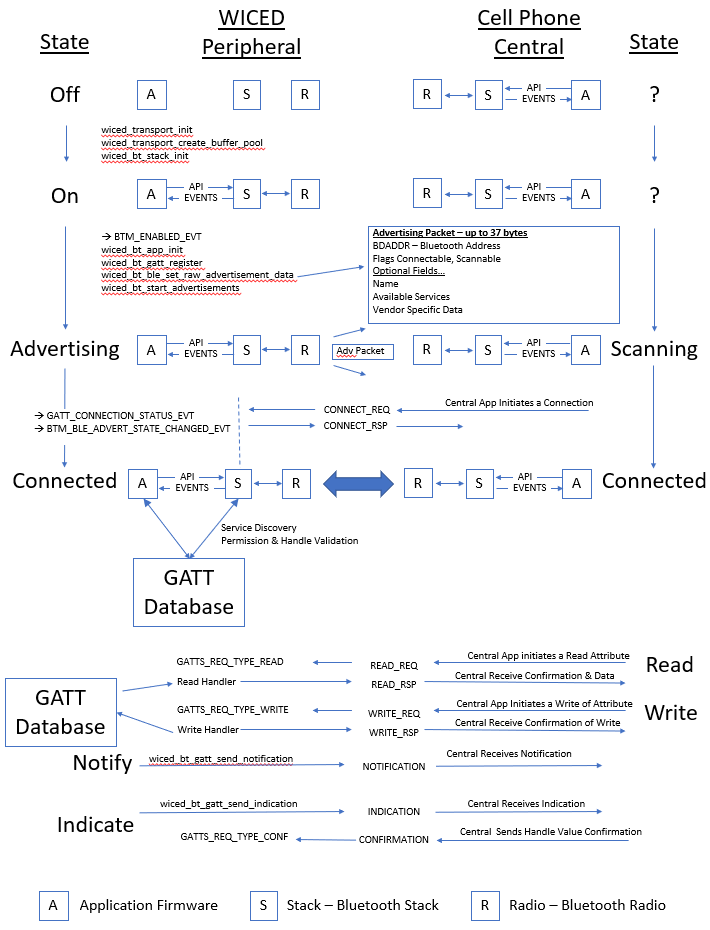 State
WICED
Peripheral
Cell Phone
Central
State
Off
A
S
R
R
S
API
EVENTS
A
?
wiced_transport_init
wiced_transport_create_buffer_pool
wiced_bt_stack_init
On
A
API
EVENTS
S
R
R
S
API
EVENTS
A
?
→ BTM_ENABLED_EVT
wiced_bt_app_init
wiced_bt_gatt_register
wiced_bt_ble_set_raw_advertisement_data
wiced_bt_start_advertisements
Advertising Packet – up to 37 bytes
BDADDR – Bluetooth Address
Flags Connectable, Scannable
Optional Fields...
Name
Available Services
Vendor Specific Data
Advertising
A
API
EVENTS
S
R
Adv Packet
R
S
API
EVENTS
A
Scanning
→ GATT_CONNECTION_STATUS_EVT
→ BTM_BLE_ADVERT_STATE_CHANGED_EVT
CONNECT_REQ
Central App Initiates a Connection
CONNECT_RSP
Connected
A
API
EVENTS
S
R
R
S
API
EVENTS
A
Connected
Service Discovery
Permission & Handle Validation
GATT
Database
GATTS_REQ_TYPE_READ
READ_REQ
Central App initiates a Read Attribute
Read
Read Handler
READ_RSP
Central Receive Confirmation & Data
GATT
Database
GATTS_REQ_TYPE_WRITE
WRITE_REQ
Central App Initiates a Write of Attribute
Write
Write Handler
WRITE_RSP
Central Receive Confirmation of Write
Notify
wiced_bt_gatt_send_notification
NOTIFICATION
Central Receives Notification
Indicate
wiced_bt_gatt_send_indication
INDICATION
Central Receives Indication
GATTS_REQ_TYPE_CONF
CONFIRMATION
Central Sends Handle Value Confirmation
A
Application Firmware
S
Stack – Bluetooth Stack
R
Radio – Bluetooth Radio